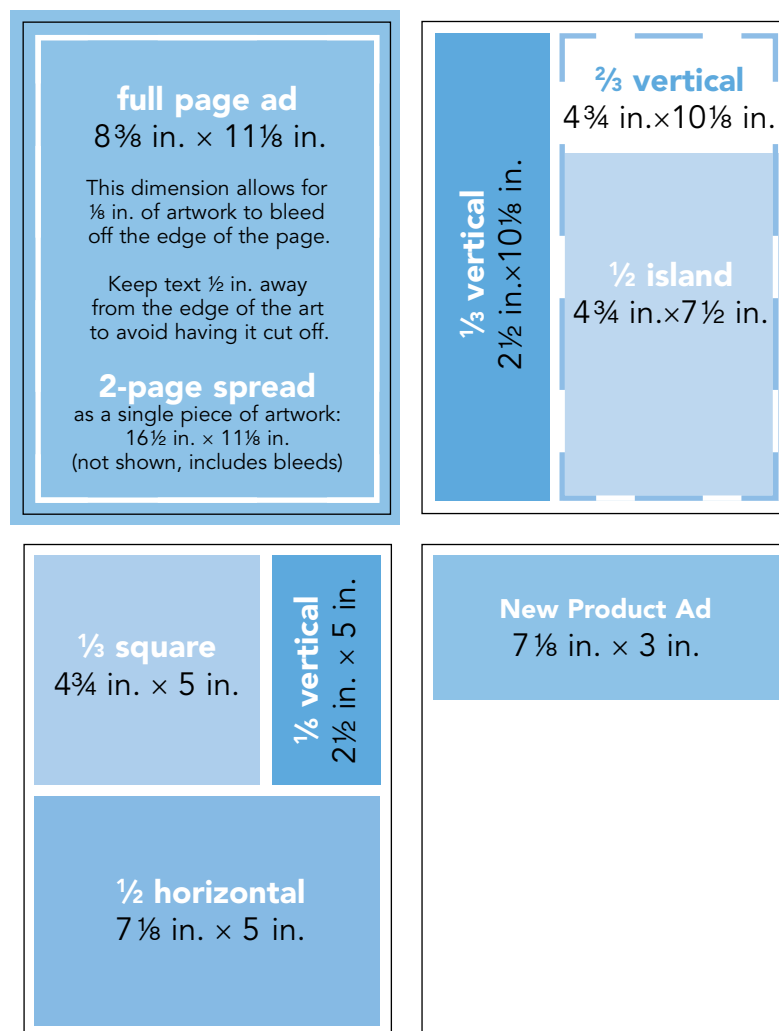 full page ad
8⅜ in. × 11⅛ in.
This dimension allows for
⅛ in. of artwork to bleed
off the edge of the page.
Keep text ½ in. away
from the edge of the art
to avoid having it cut off.
2-page spread
as a single piece of artwork:
16½ in. × 11⅛ in.
(not shown, includes bleeds)
⅓ vertical
2½ in.×10⅛ in.
⅔ vertical
4¾ in.×10⅛ in.
½ island
4¾ in.×7½ in.
⅓ square
4¾ in. × 5 in.
⅙ vertical
2½ in. × 5 in.
½ horizontal
7⅛ in. × 5 in.
New Product Ad
7⅛ in. × 3 in.